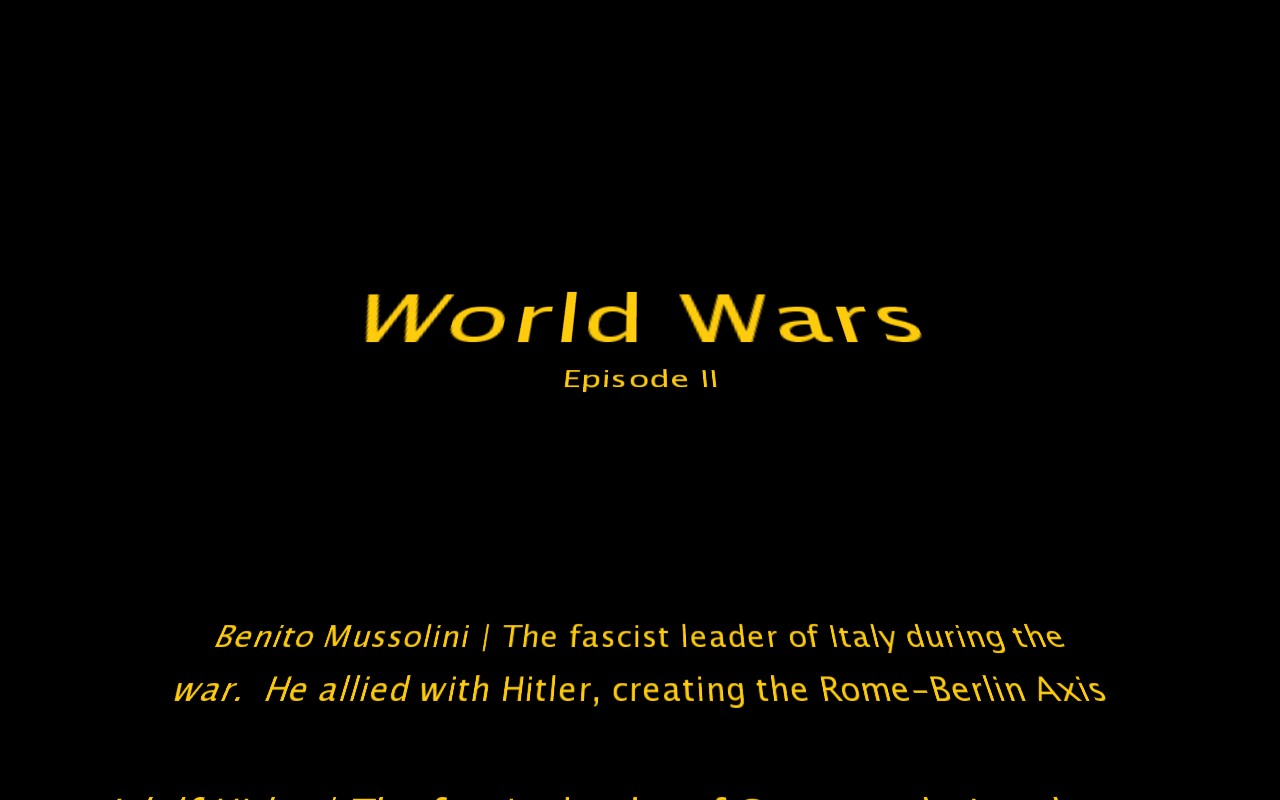 World Wars
Episode II
Benito Mussolini | The fascist leader of Italy during the
war.  He allied with Hitler, creating the Rome-Berlin Axis